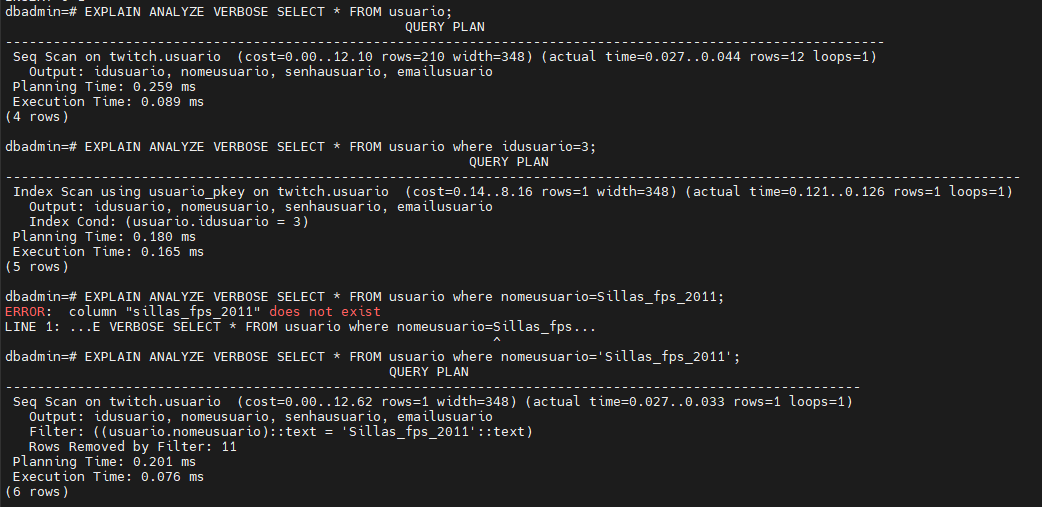 dbadmin=# EXPLAIN ANALYZE VERBOSE SELECT * FROM usuario;
QUERY PLAN
--------------------------------------------------------------------------------------------------------------
Seq Scan on twitch.usuario  (cost=0.00..12.10 rows=210 width=348) (actual time=0.027..0.044 rows=12 loops=1)
Output: idusuario, nomeusuario, senhausuario, emailusuario
Planning Time: 0.259 ms
Execution Time: 0.089 ms
(4 rows)
dbadmin=# EXPLAIN ANALYZE VERBOSE SELECT * FROM usuario where idusuario=3;
QUERY PLAN
-------------------------------------------------------------------------------------------------------------------------------
Index Scan using usuario_pkey on twitch.usuario  (cost=0.14..8.16 rows=1 width=348) (actual time=0.121..0.126 rows=1 loops=1)
Output: idusuario, nomeusuario, senhausuario, emailusuario
Index Cond: (usuario.idusuario = 3)
Planning Time: 0.180 ms
Execution Time: 0.165 ms
(5 rows)
dbadmin=# EXPLAIN ANALYZE VERBOSE SELECT * FROM usuario where nomeusuario=Sillas_fps_2011;
ERROR:  column "sillas_fps_2011" does not exist
LINE 1: ...E VERBOSE SELECT * FROM usuario where nomeusuario=Sillas_fps...
^
dbadmin=# EXPLAIN ANALYZE VERBOSE SELECT * FROM usuario where nomeusuario='Sillas_fps_2011';
QUERY PLAN
-----------------------------------------------------------------------------------------------------------
Seq Scan on twitch.usuario  (cost=0.00..12.62 rows=1 width=348) (actual time=0.027..0.033 rows=1 loops=1)
Output: idusuario, nomeusuario, senhausuario, emailusuario
Filter: ((usuario.nomeusuario)::text = 'Sillas_fps_2011'::text)
Rows Removed by Filter: 11
Planning Time: 0.201 ms
Execution Time: 0.076 ms
(6 rows)